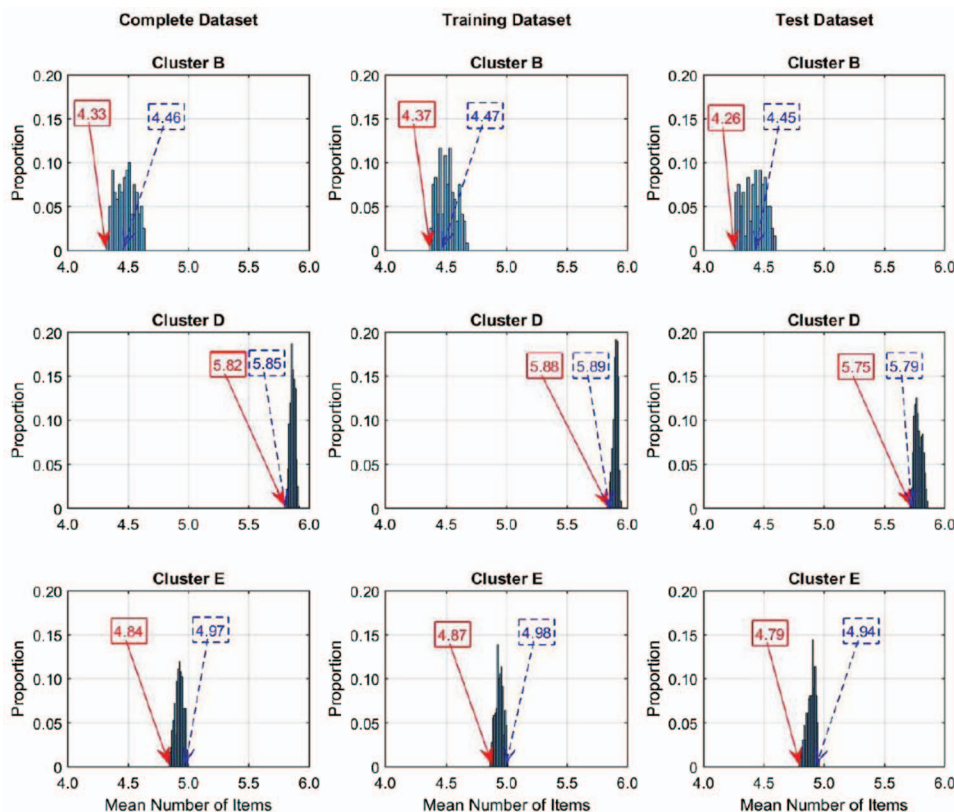 Complete Dataset Training Dataset Test Dataset
Cluster B Cluster B Cluster B
0.20 0.20 0.20
0.15 0.15 0.15
4.33 4.46 4.37 4.47 4.26 4.45
Proportion Proportion Proportion
0.10 0.10 0.10
0.05 0.05 0.05
0 0 0
4.0 4.5 5.0 5.5 6.0 4.0 4.5 5.0 5.5 6.0 4.0 4.5 5.0 5.5 6.0
Cluster D Cluster D Cluster D
0.20 0.20 0.20
5.82 5.85 5.88 5.89 5.75 5.79
0.15 0.15 0.15
Proportion Proportion Proportion
0.10 0.10 0.10
0.05 0.05 0.05
0 0 0
4.0 4.5 5.0 5.5 6.0 4.0 4.5 5.0 5.5 6.0 4.0 4.5 5.0 5.5 6.0
Cluster E Cluster E Cluster E
0.20 0.20 0.20
4.84 4.97 4.87 4.98 4.79 4.94
0.15 0.15 0.15
Proportion Proportion Proportion
0.10 0.10 0.10
0.05 0.05 0.05
0 0 0
4.0 4.5 5.0 5.5 6.0 4.0 4.5 5.0 5.5 6.0 4.0 4.5 5.0 5.5 6.0
Mean Number of Items Mean Number of Items Mean Number of Items